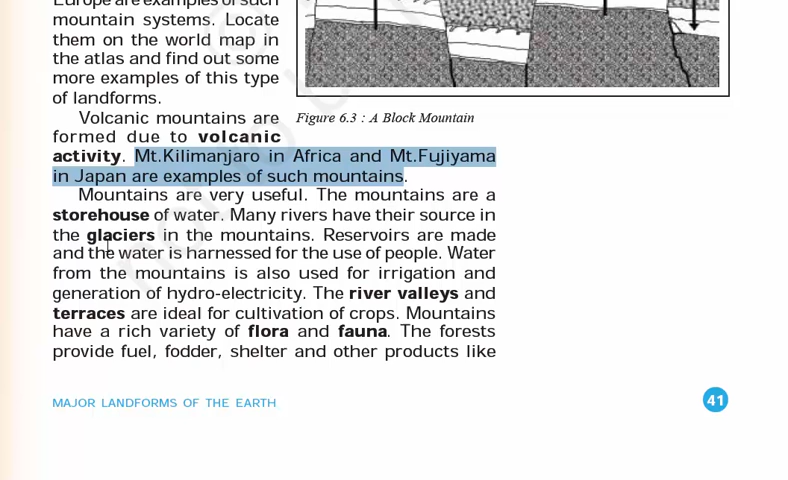 Europe are examples of such
mountain systems. Locate
them on the world map in
the atlas and find out some
more examples of this type
of landforms.
Volcanic mountains are
formed due to volcanic
activity. Mt.Kilimanjaro in Africa and Mt.Fujiyama
in Japan are examples of such mountains.
Figure 6.3 : A Block Mountain
Mountains are very useful. The mountains are a
storehouse of water. Many rivers have their source in
the glaciers in the mountains. Reservoirs are made
and the water is harnessed for the use of people. Water
from the mountains is also used for irrigation and
generation of hydro-electricity. The river valleys and
terraces are ideal for cultivation of crops. Mountains
have a rich variety of flora and fauna. The forests
provide fuel, fodder, shelter and other products like
MAJOR LANDFORMS OF THE EARTH
41